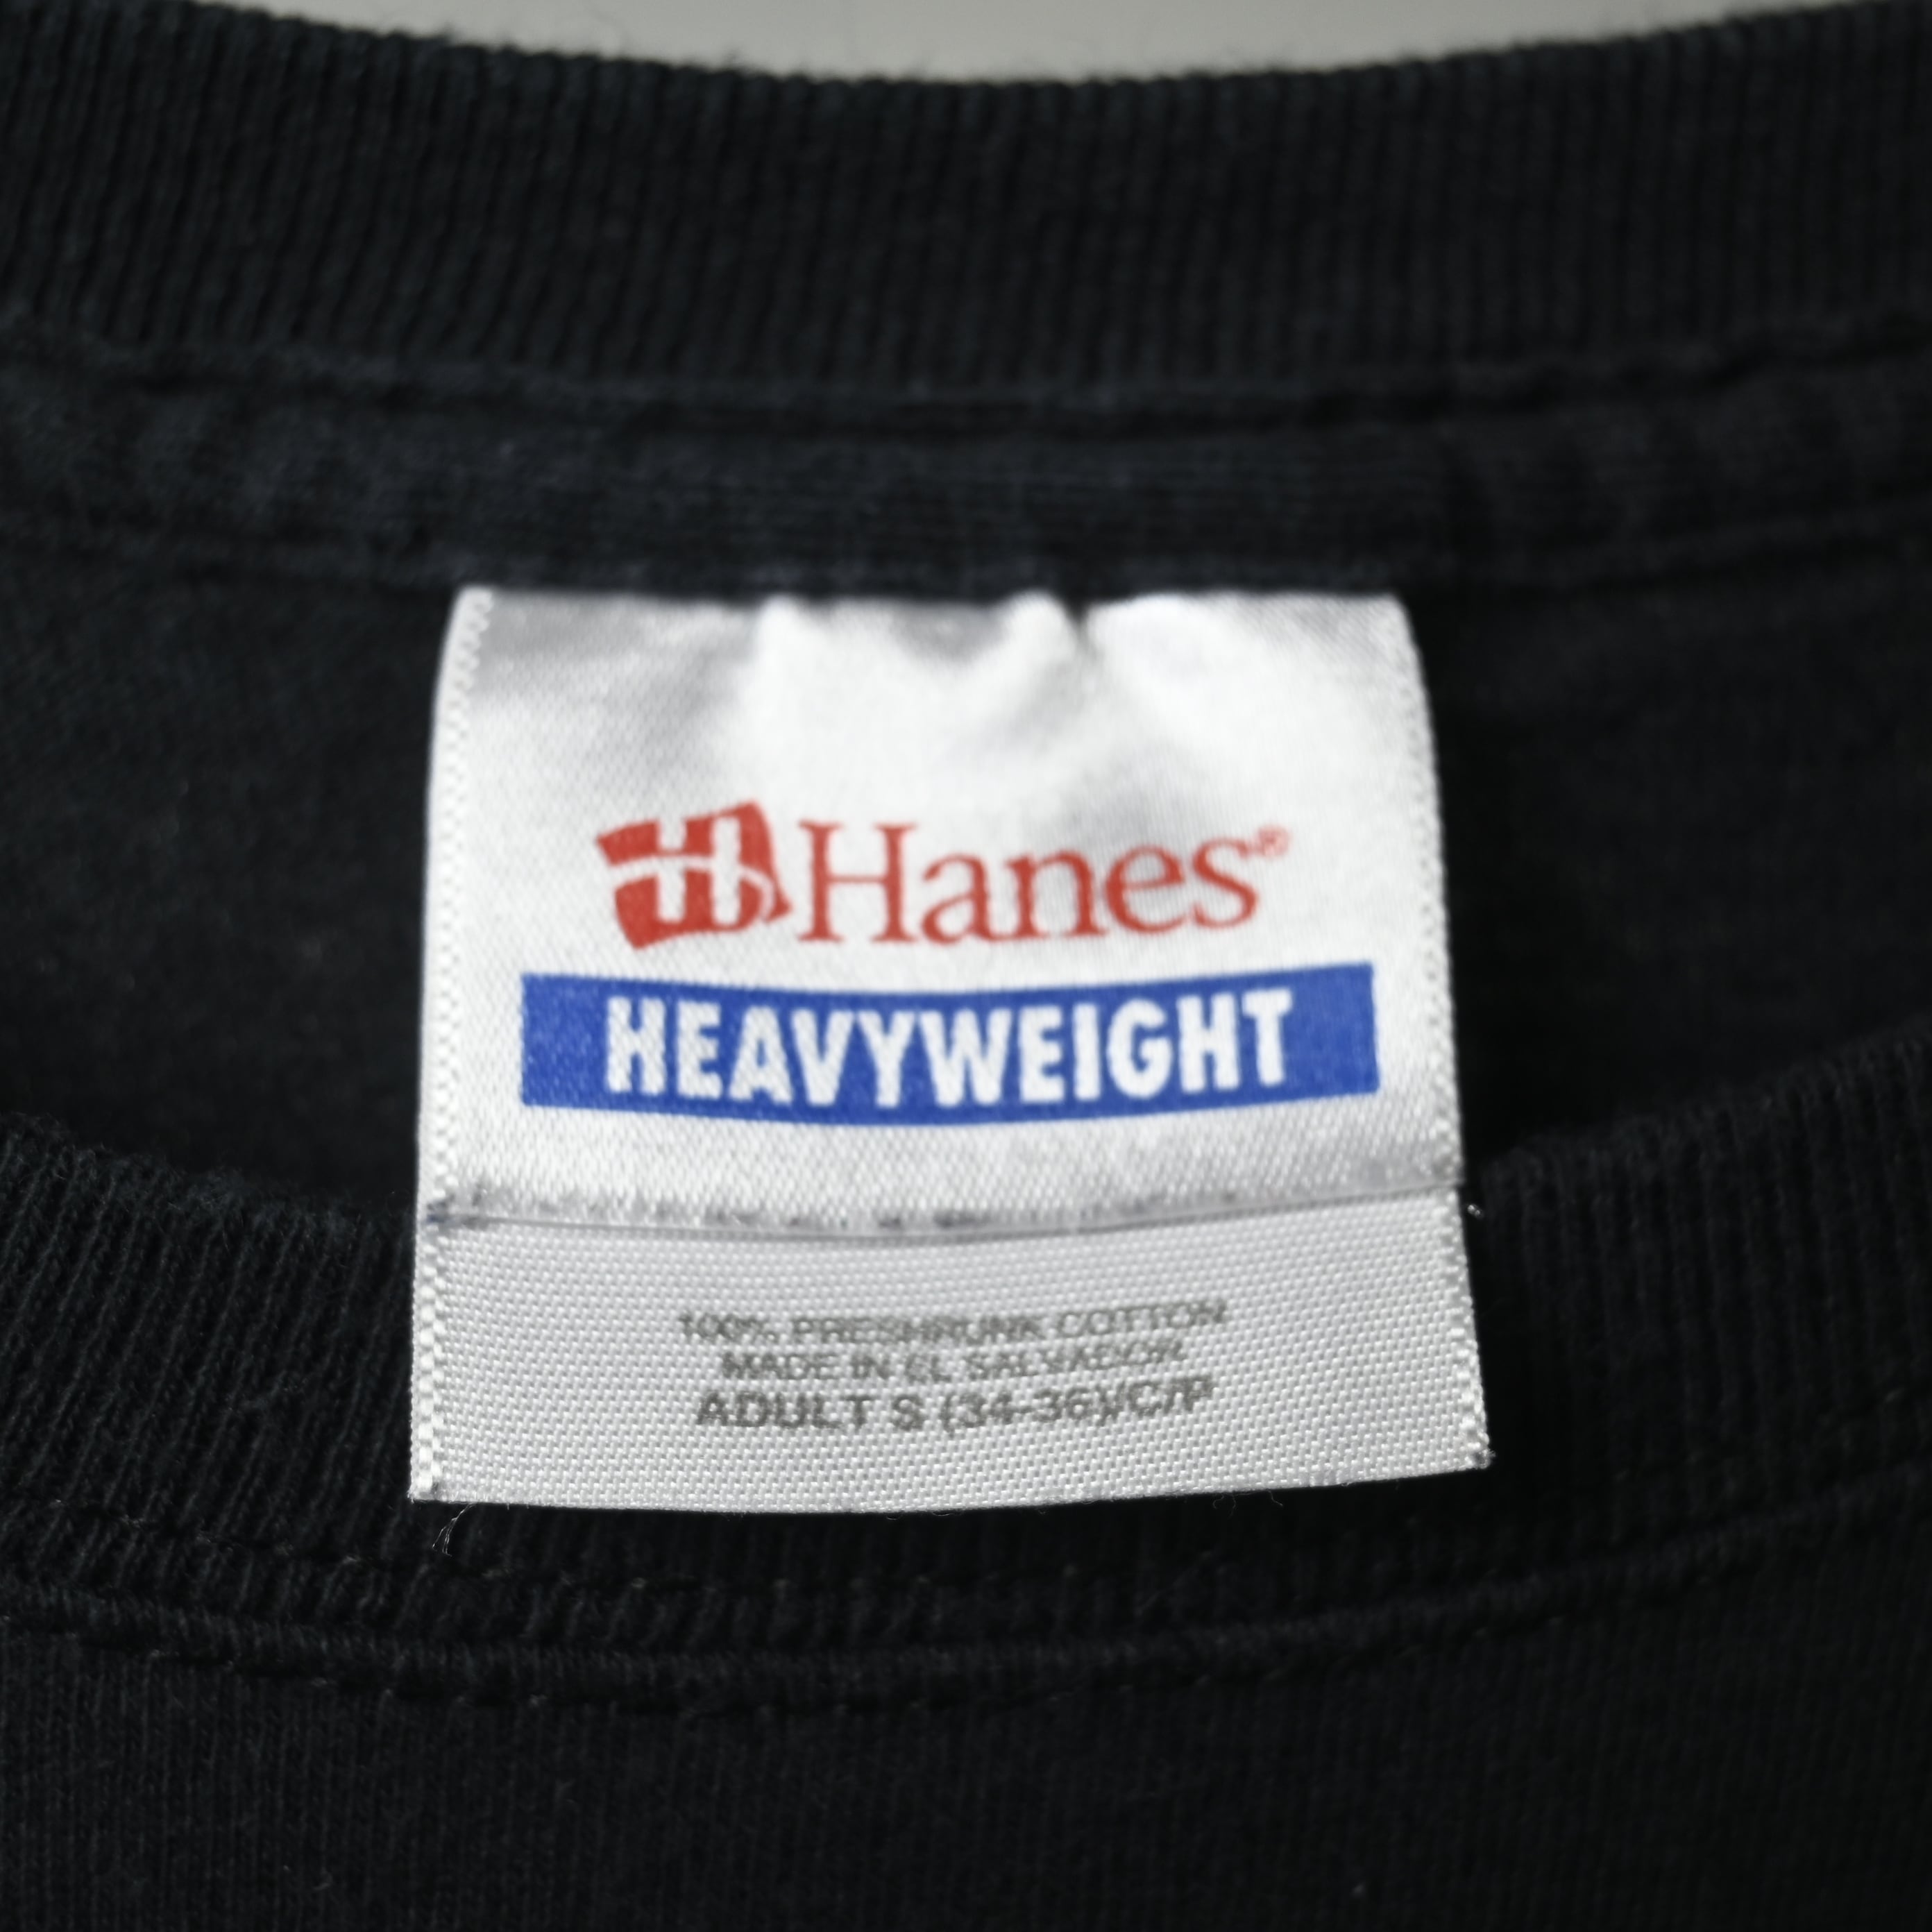 H Hanes®
HEAVYWEIGHT
100% PRESHRUNK COTTON
MADE IN EL SALVADOR
ADULT S (34-36)/C/P